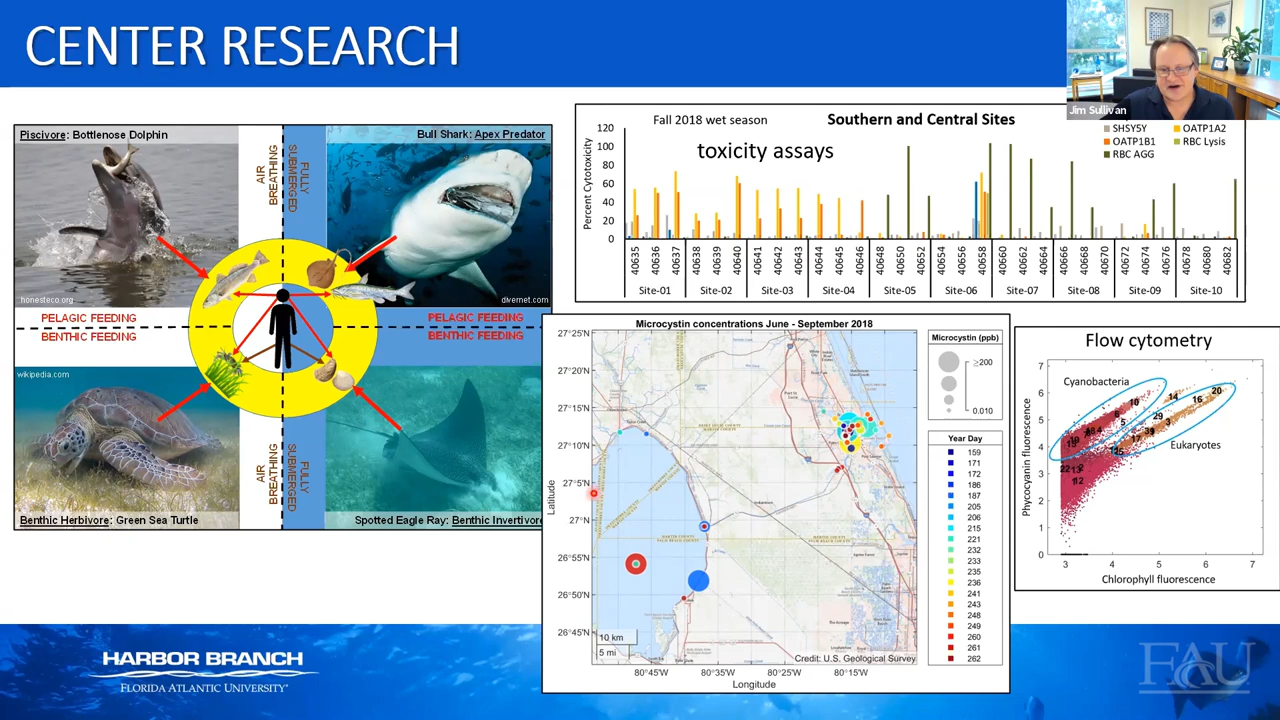 CENTER RESEARCH
Jim Sullivan
Piscivore: Bottlenose Dolphin
Bull Shark: Apex Predator
AIR BREATHING
FULLY SUBMERGED
honesteco.org
divernet.com
PELAGIC FEEDING
PELAGIC FEEDING
BENTHIC FEEDING
BENTHIC FEEDING
wikipedia.com
AIR BREATHING
FULLY SUBMERGED
Benthic Herbivore: Green Sea Turtle
Spotted Eagle Ray: Benthic Invertivore
Fall 2018 wet season
Southern and Central Sites
toxicity assays
SHSY5Y
OATP1A2
OATP1B1
RBC Lysis
RBC AGG
Percent Cytotoxicity
120
100
80
60
40
20
0
40635 40636 40637 40638 40639 40640 40641 40642 40643 40644 40645 40646 40648 40650 40652 40654 40656 40658 40660 40662 40664 40666 40668 40670 40672 40674 40676 40678 40680 40682
Site-01 Site-02 Site-03 Site-04 Site-05 Site-06 Site-07 Site-08 Site-09 Site-10
Microcystin concentrations June - September 2018
Latitude
27°25'N
27°20'N
27°15'N
27°10'N
27°5'N
27°N
26°55'N
26°50'N
26°45'N
10 km
5 mi
Credit: U.S. Geological Survey
80°45'W 80°35'W 80°25'W 80°15'W
Longitude
Microcystin (ppb)
≥200
0.010
Year Day
159
171
172
186
187
205
206
215
221
232
233
235
236
241
243
248
249
260
261
262
Flow cytometry
Phycocyanin fluorescence
7
6
5
4
3
2
1
0
Cyanobacteria
Eukaryotes
20
16
14
10
29
3
17
12
3 4 5 6 7
Chlorophyll fluorescence
HARBOR BRANCH
FLORIDA ATLANTIC UNIVERSITY
FAU